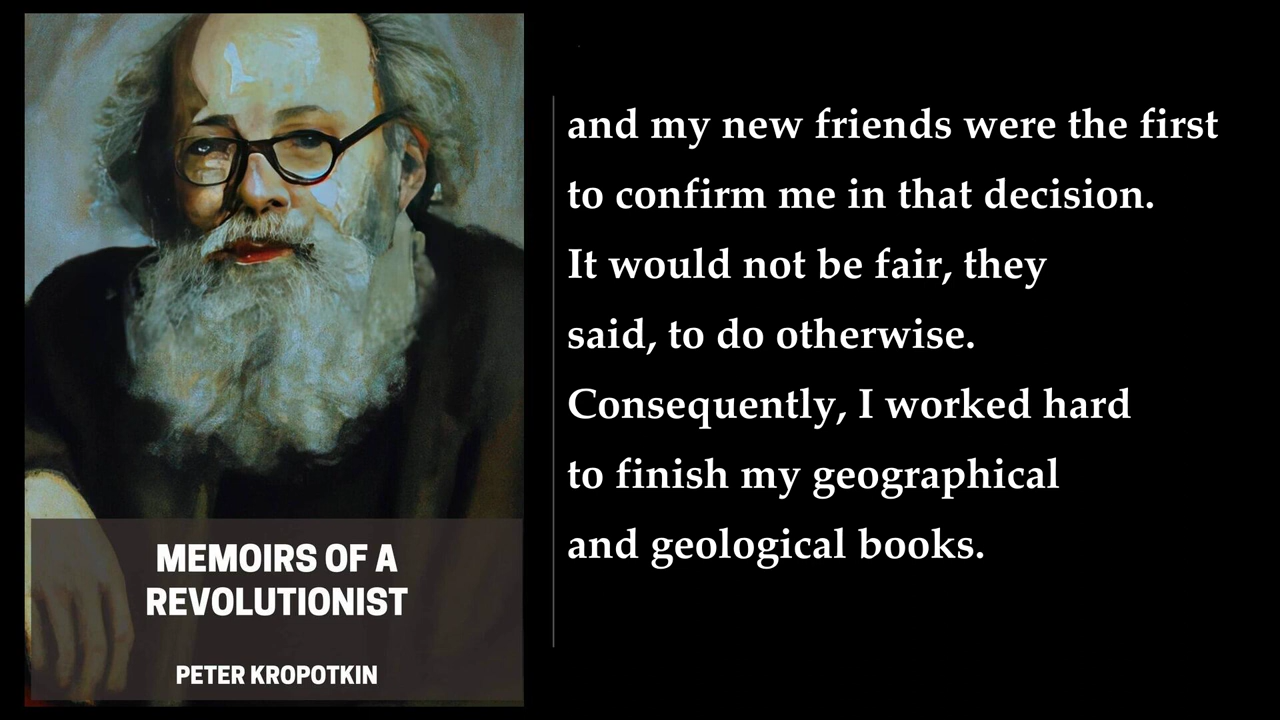 MEMOIRS OF A
REVOLUTIONIST
PETER KROPOTKIN
and my new friends were the first
to confirm me in that decision.
It would not be fair, they
said, to do otherwise.
Consequently, I worked hard
to finish my geographical
and geological books.